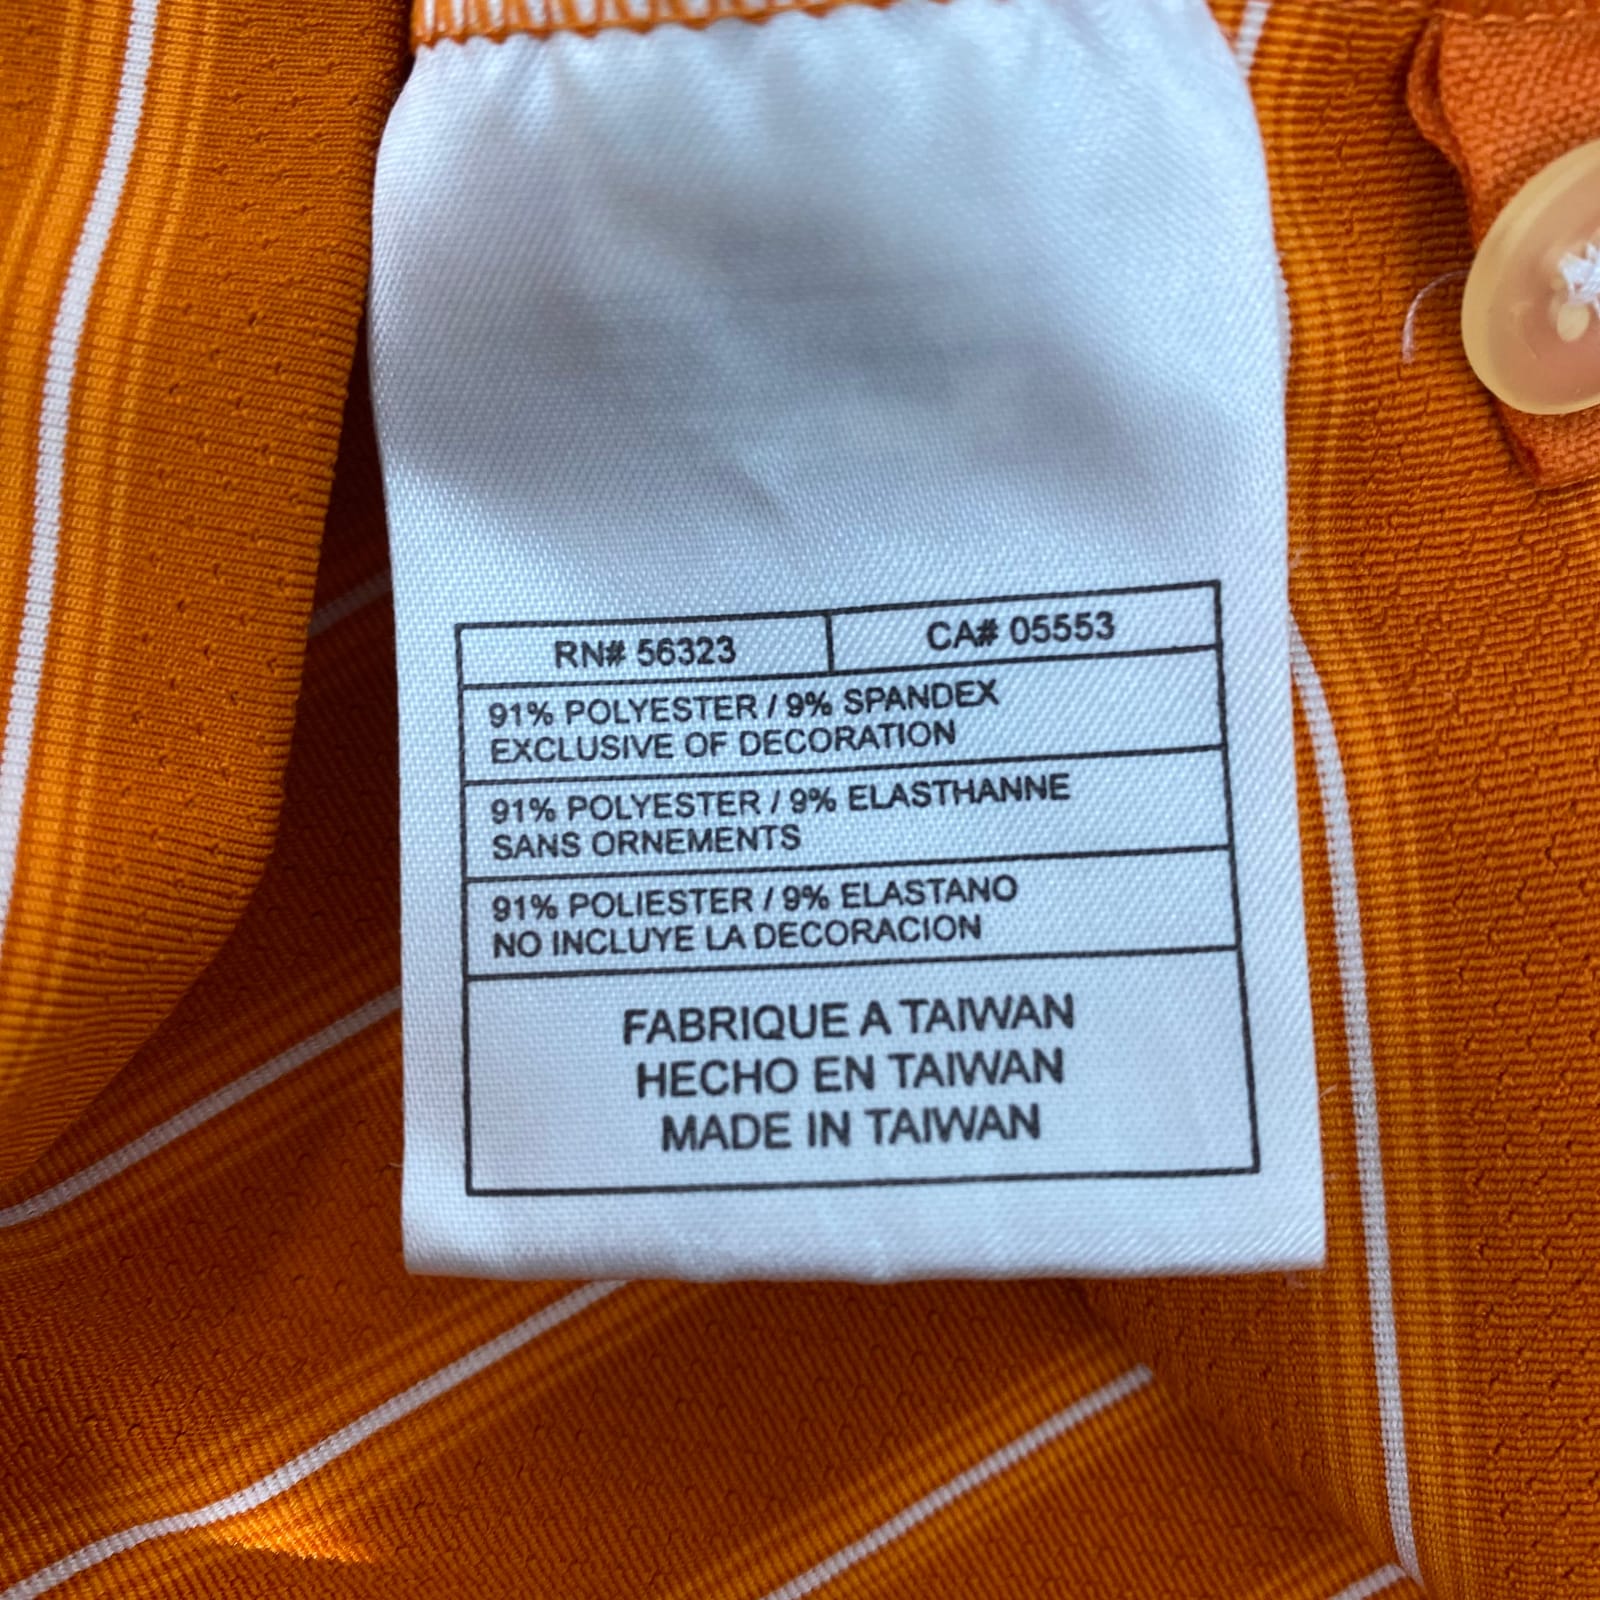 RN# 56323 CA# 05553
91% POLYESTER / 9% SPANDEX
EXCLUSIVE OF DECORATION
91% POLYESTER / 9% ELASTHANNE
SANS ORNEMENTS
91% POLIESTER / 9% ELASTANO
NO INCLUYE LA DECORACION
FABRIQUE A TAIWAN
HECHO EN TAIWAN
MADE IN TAIWAN